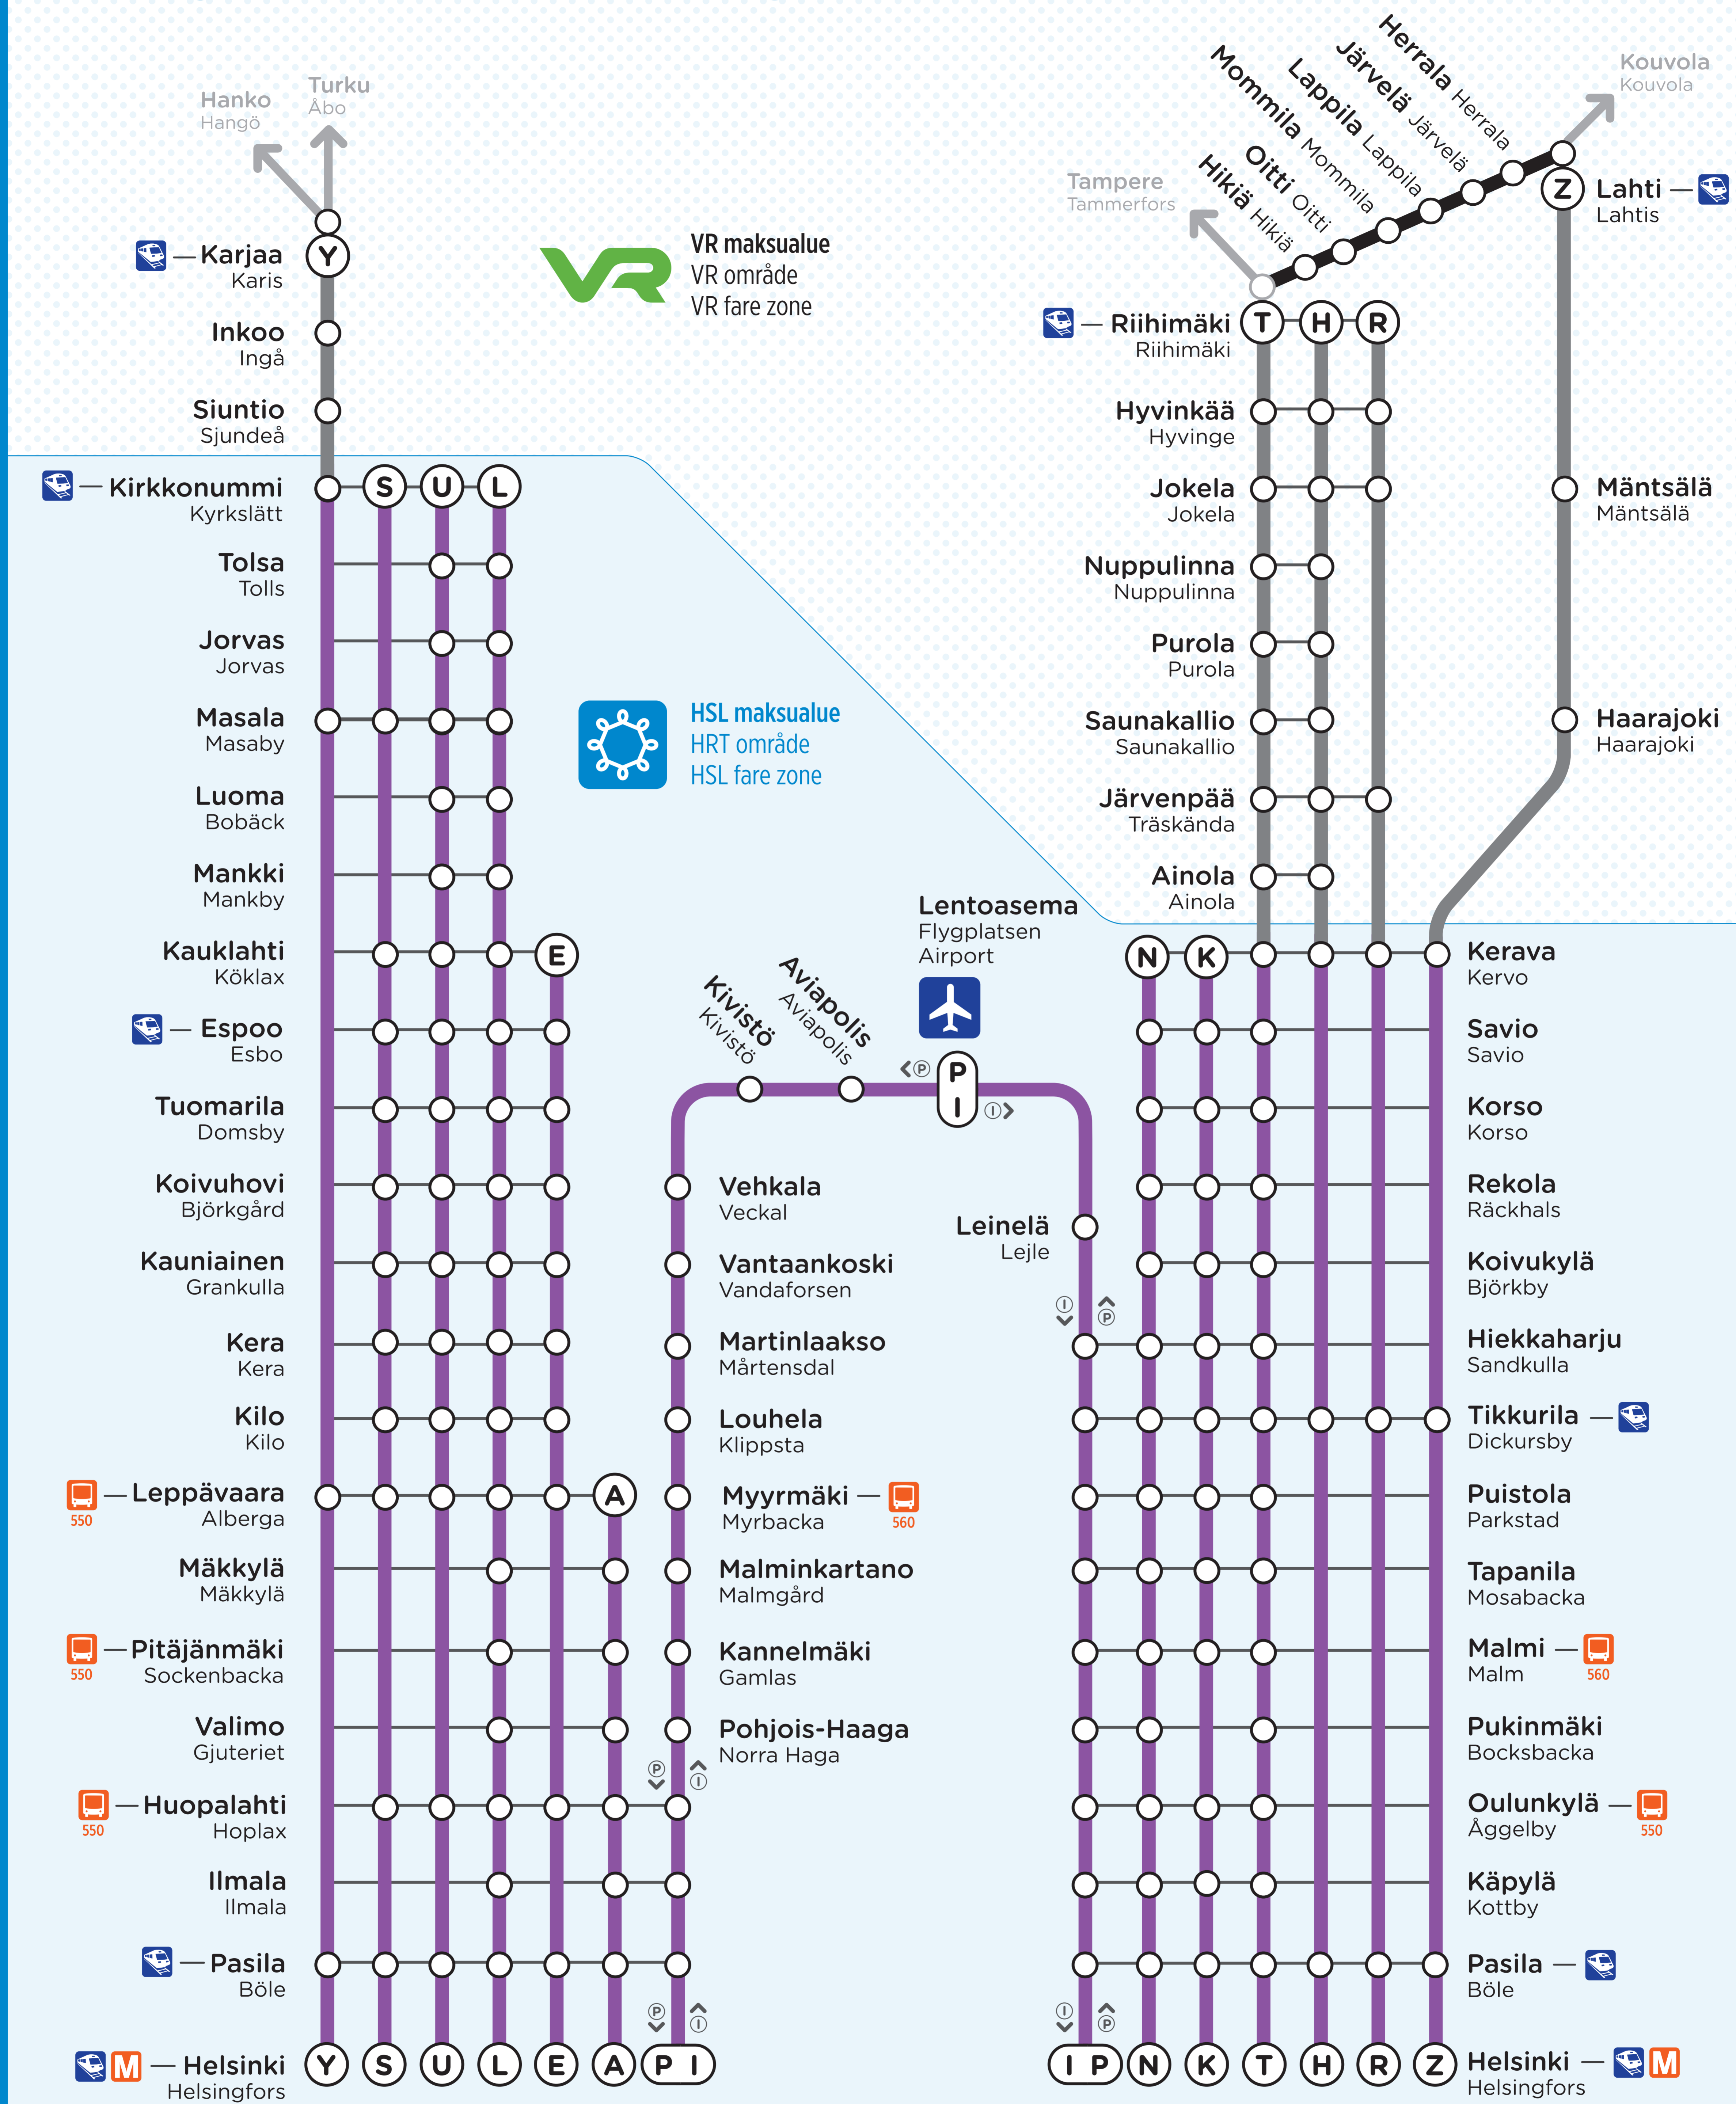 Hanko
Hangö
Turku
Åbo
Karjaa
Karis
Y
Inkoo
Ingå
Siuntio
Sjundeå
VR
VR maksualue
VR område
VR fare zone
Tampere
Tammerfors
Hikiä Hikiä
Oitti Oitti
Mommila Mommila
Lappila Lappila
Järvelä Järvelä
Herrala Herrala
Kouvola
Kouvola
Z
Lahti
Lahtis
Riihimäki
Riihimäki
T H R
Hyvinkää
Hyvinge
Jokela
Jokela
Nuppulinna
Nuppulinna
Purola
Purola
Saunakallio
Saunakallio
Järvenpää
Träskända
Ainola
Ainola
Mäntsälä
Mäntsälä
Haarajoki
Haarajoki
Kirkkonummi
Kyrkslätt
S U L
Tolsa
Tolls
Jorvas
Jorvas
Masala
Masaby
HSL maksualue
HRT område
HSL fare zone
Luoma
Bobäck
Mankki
Mankby
Kauklahti
Köklax
E
Espoo
Esbo
Tuomarila
Domsby
Koivuhovi
Björkgård
Kauniainen
Grankulla
Kera
Kera
Kilo
Kilo
550
Leppävaara
Alberga
A
Mäkkylä
Mäkkylä
550
Pitäjänmäki
Sockenbacka
Valimo
Gjuteriet
550
Huopalahti
Hoplax
Ilmala
Ilmala
Pasila
Böle
M
Helsinki
Helsingfors
Y S U L E A P I
Kivistö
Kivistö
Aviapolis
Aviapolis
Lentoasema
Flygplatsen
Airport
P
P
I
I
Vehkala
Veckal
Vantaankoski
Vandaforsen
Martinlaakso
Mårtensdal
Louhela
Klippsta
Myyrmäki
Myrbacka
560
Malminkartano
Malmgård
Kannelmäki
Gamlas
Pohjois-Haaga
Norra Haga
P
I
P
I
Leinelä
Lejle
I
P
I
P
N K
Kerava
Kervo
Savio
Savio
Korso
Korso
Rekola
Räckhals
Koivukylä
Björkby
Hiekkaharju
Sandkulla
Tikkurila
Dickursby
Puistola
Parkstad
Tapanila
Mosabacka
Malmi
Malm
560
Pukinmäki
Bocksbacka
Oulunkylä
Åggelby
550
Käpylä
Kottby
Pasila
Böle
I P N K T H R Z
Helsinki
Helsingfors
M